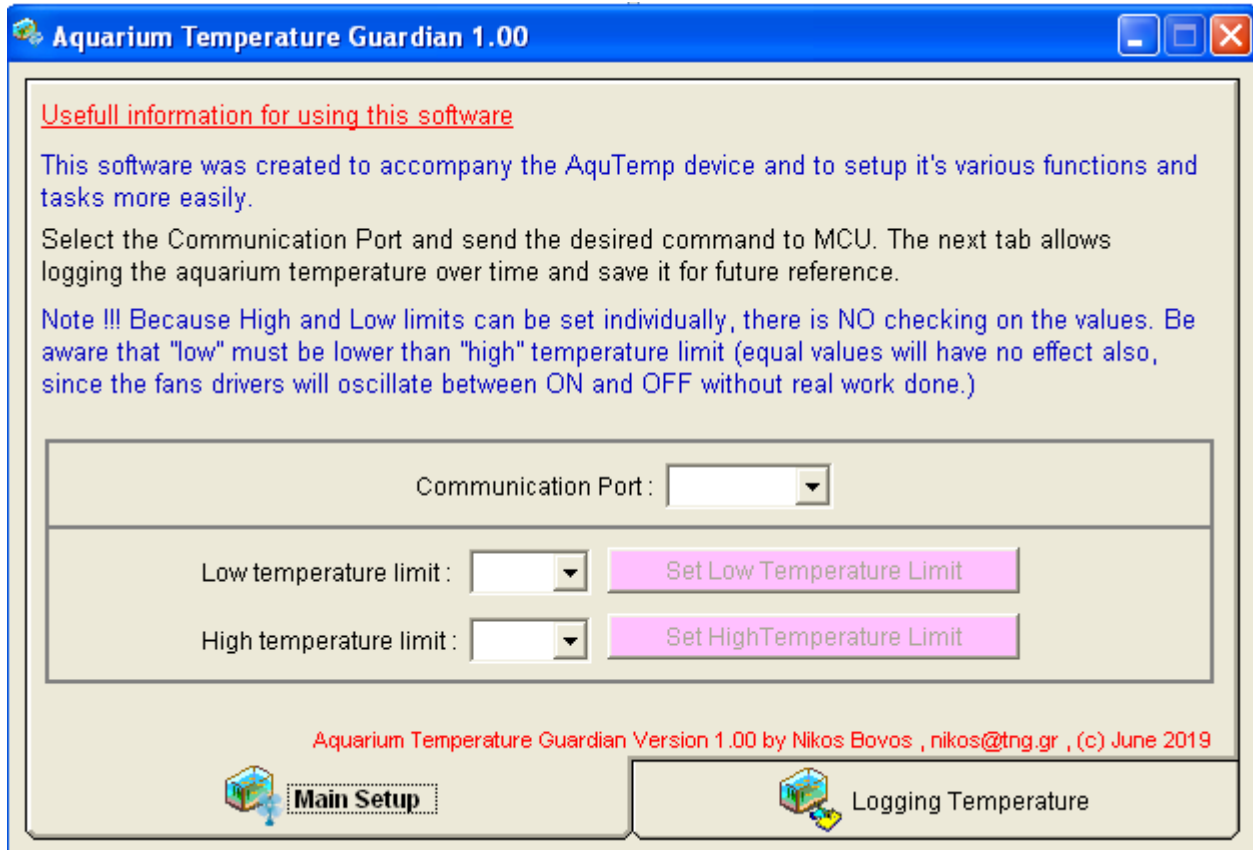 Aquarium Temperature Guardian 1.00
Usefull information for using this software
This software was created to accompany the AquTemp device and to setup it's various functions and
tasks more easily.
Select the Communication Port and send the desired command to MCU. The next tab allows
logging the aquarium temperature over time and save it for future reference.
Note !!! Because High and Low limits can be set individually, there is NO checking on the values. Be
aware that "low" must be lower than "high" temperature limit (equal values will have no effect also,
since the fans drivers will oscillate between ON and OFF without real work done.)
Communication Port :
Low temperature limit : Set Low Temperature Limit
High temperature limit : Set HighTemperature Limit
Aquarium Temperature Guardian Version 1.00 by Nikos Bovos , nikos@tng.gr , (c) June 2019
Main Setup Logging Temperature